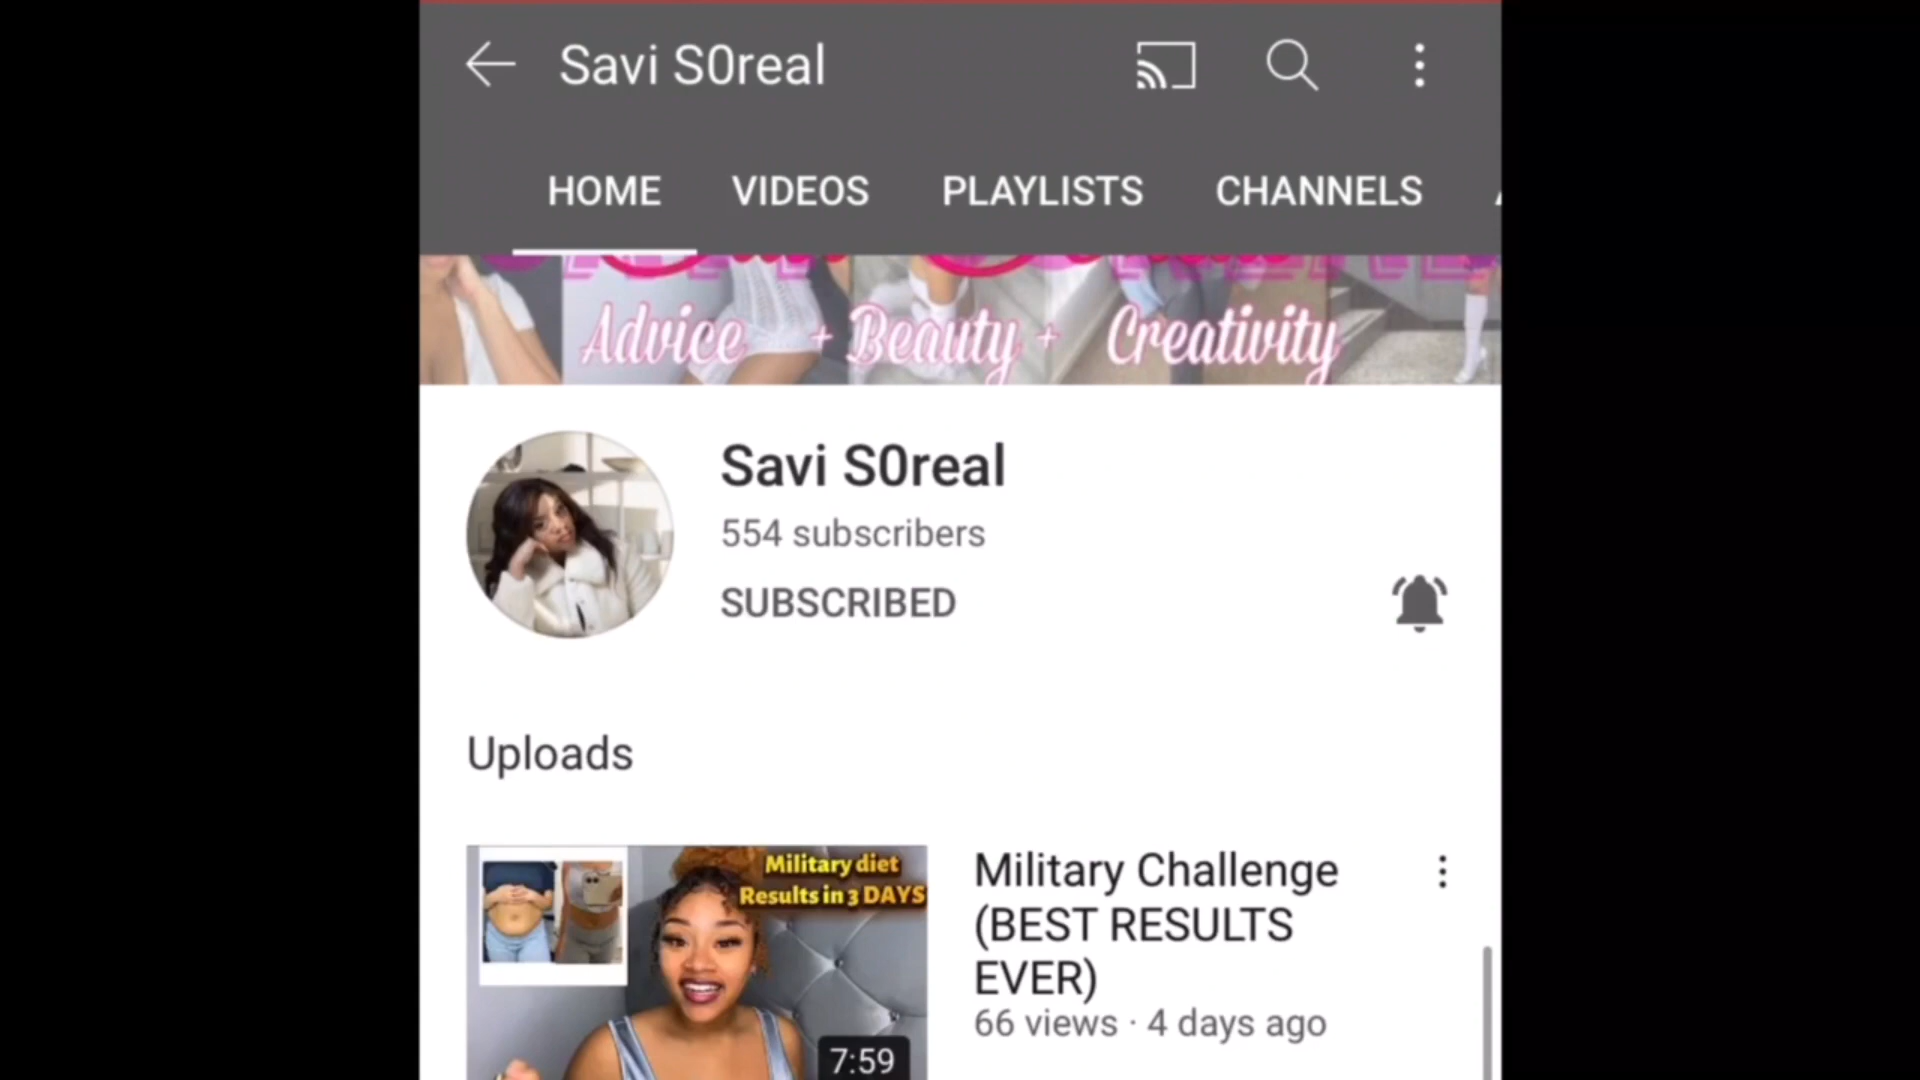 Savi S0real
HOME VIDEOS PLAYLISTS CHANNELS
Advice + Beauty + Creativity
Savi S0real
554 subscribers
SUBSCRIBED
Uploads
Military diet
Results in 3 DAYS
7:59
Military Challenge
(BEST RESULTS
EVER)
66 views · 4 days ago